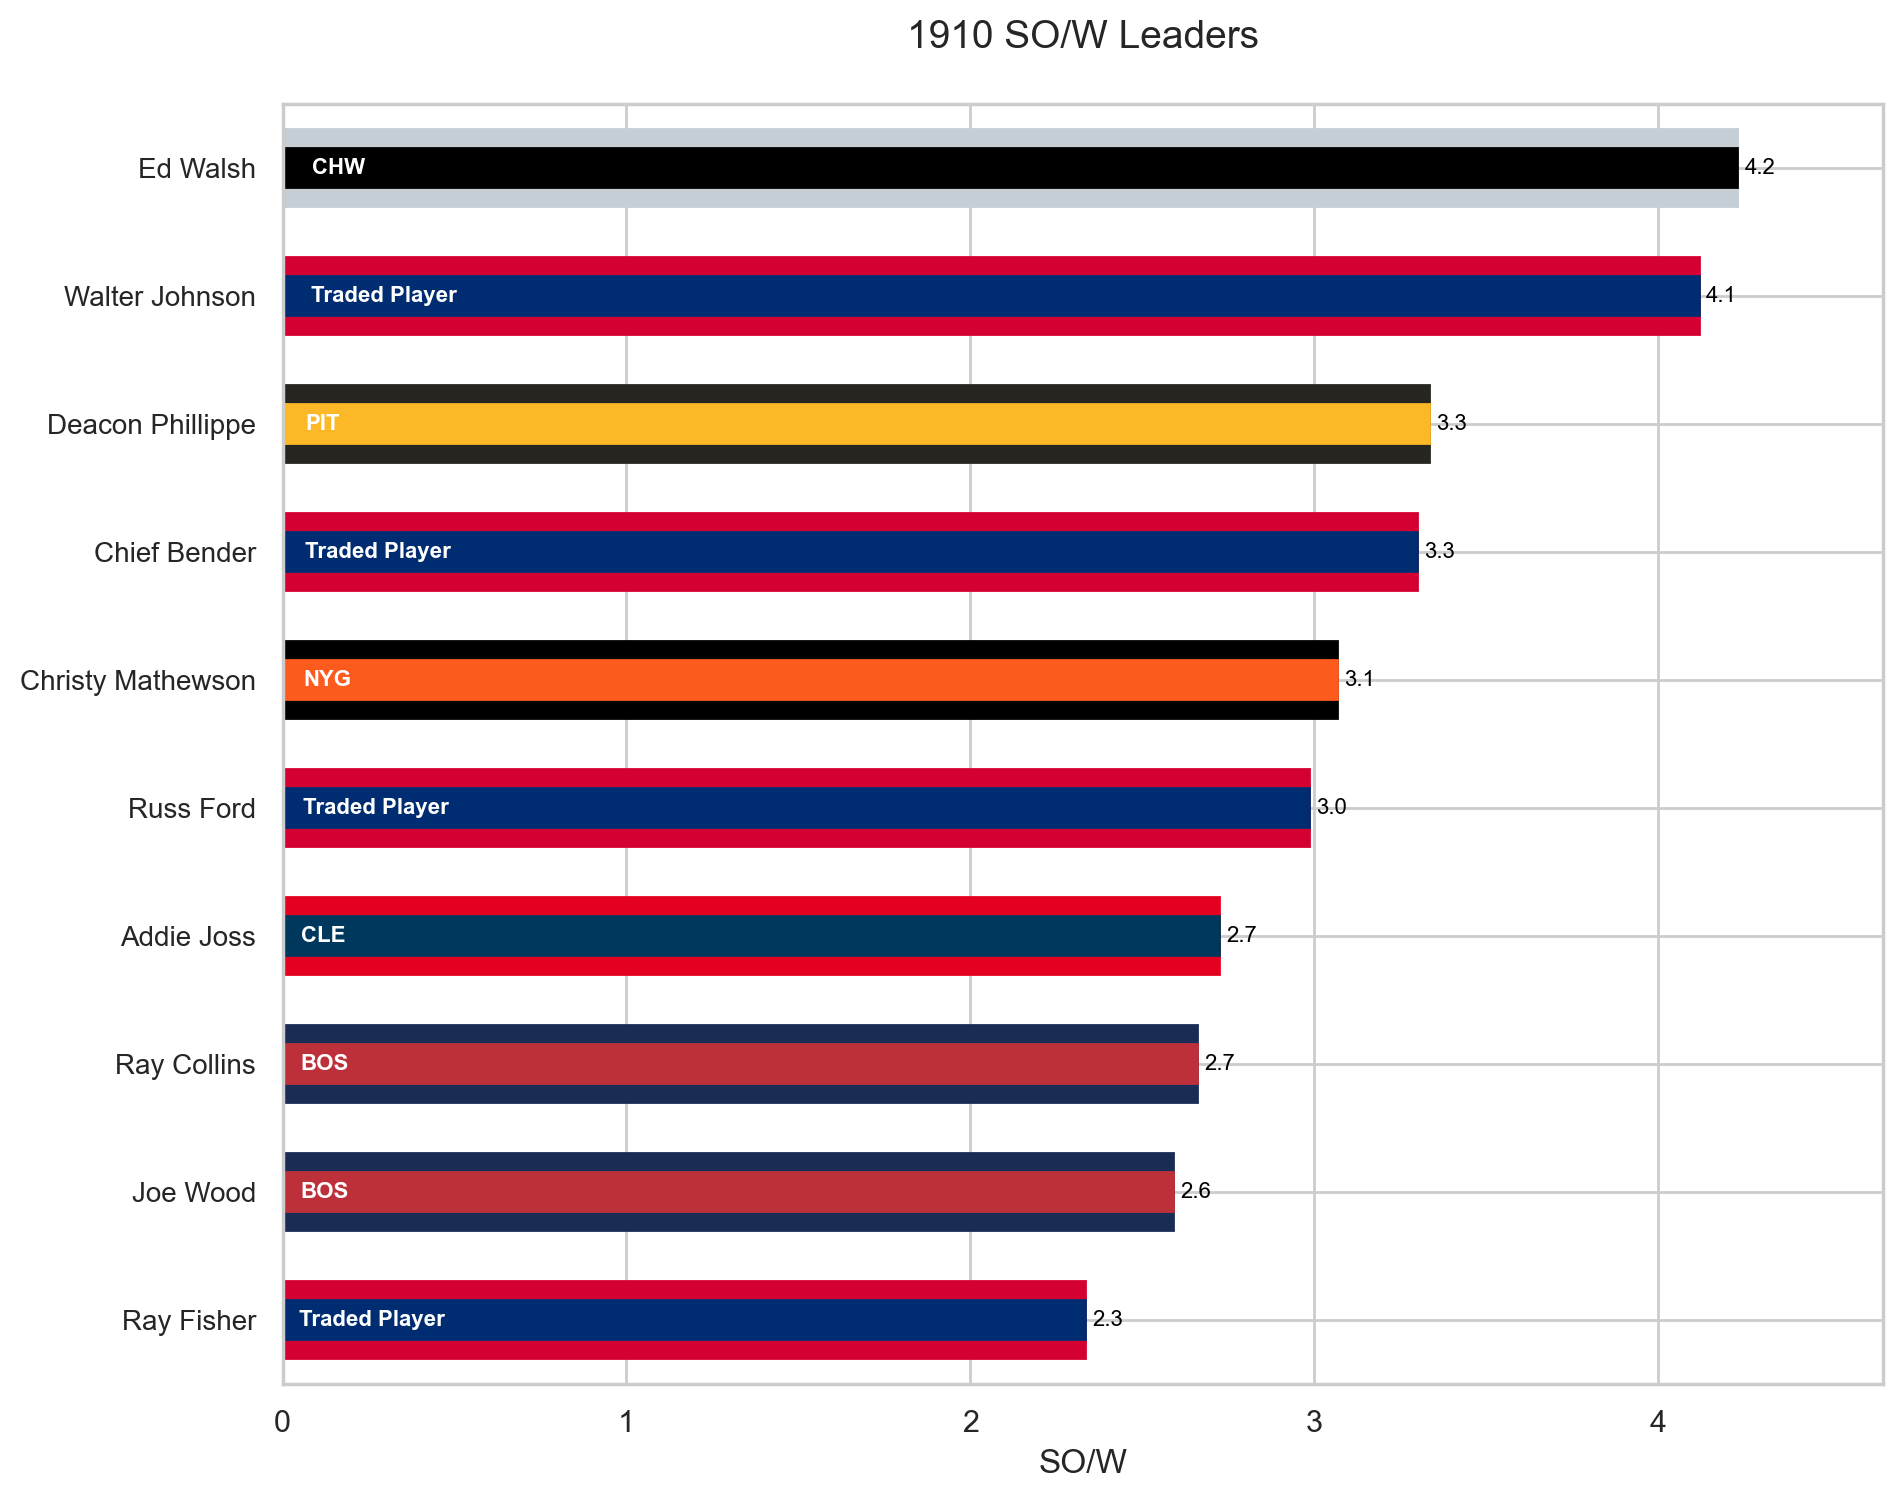 1910 SO/W Leaders
Ed Walsh CHW 4.2
Walter Johnson Traded Player 4.1
Deacon Phillippe PIT 3.3
Chief Bender Traded Player 3.3
Christy Mathewson NYG 3.1
Russ Ford Traded Player 3.0
Addie Joss CLE 2.7
Ray Collins BOS 2.7
Joe Wood BOS 2.6
Ray Fisher Traded Player 2.3
0 1 2 3 4
SO/W